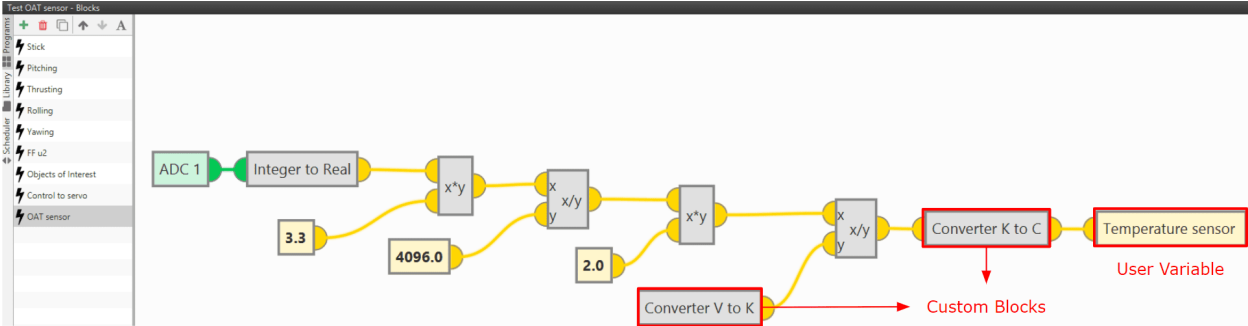 Test OAT sensor - Blocks
A
Programs
Library
Scheduler
Stick
Pitching
Thrusting
Rolling
Yawing
FF u2
Objects of Interest
Control to servo
OAT sensor
ADC 1
Integer to Real
x*y
3.3
x
x/y
y
4096.0
x*y
2.0
x
x/y
y
Converter V to K
Converter K to C
Temperature sensor
User Variable
Custom Blocks